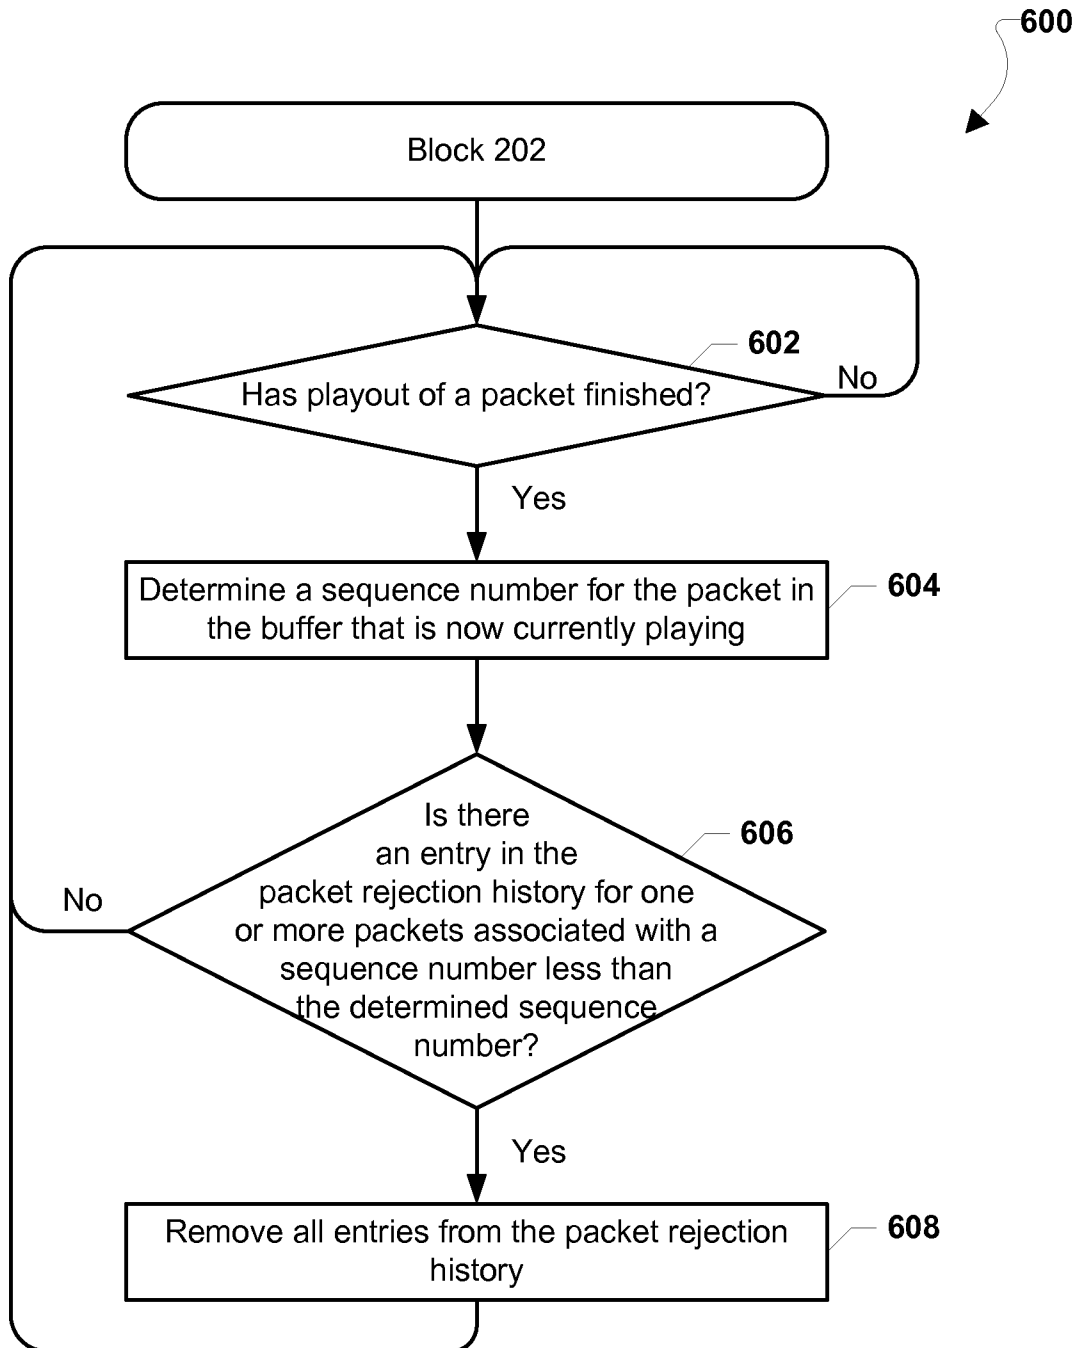 600
Block 202
602
Has playout of a packet finished?
No
Yes
Determine a sequence number for the packet in
the buffer that is now currently playing
604
Is there
an entry in the
packet rejection history for one
or more packets associated with a
sequence number less than
the determined sequence
number?
606
No
Yes
Remove all entries from the packet rejection
history
608